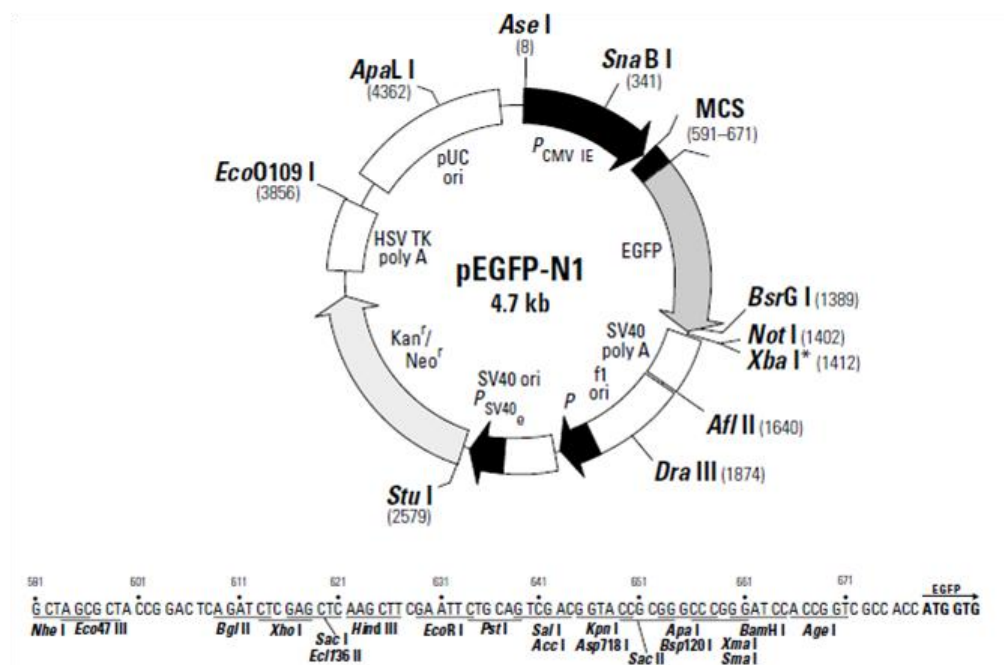 Ase I
(8)
SnaB I
(341)
ApaL I
(4362)
MCS
(591–671)
P CMV IE
pUC
ori
EcoO109 I
(3856)
HSV TK
poly A
EGFP
pEGFP-N1
4.7 kb
BsrG I (1389)
Not I (1402)
Xba I* (1412)
SV40
poly A
Kanr/
Neor
SV40 ori
P SV40 e
f1
ori
P
Afl II (1640)
Dra III (1874)
Stu I
(2579)
591 601 611 621 631 641 651 661 671 EGFP
G CTA GCG CTA CCG GAC TCA GAT CTC GAG CTC AAG CTT CGA ATT CTG CAG TCG ACG GTA CCG CGG GCC CGG GAT CCA CCG GTC GCC ACC ATG GTG
Nhe I Eco47 III Bgl II Xho I Hind III EcoR I Pst I Sal I Kpn I Apa I BamH I Age I
Sac I Acc I Asp718 I Bsp120 I Xma I
Ecl136 II Sac II Sma I